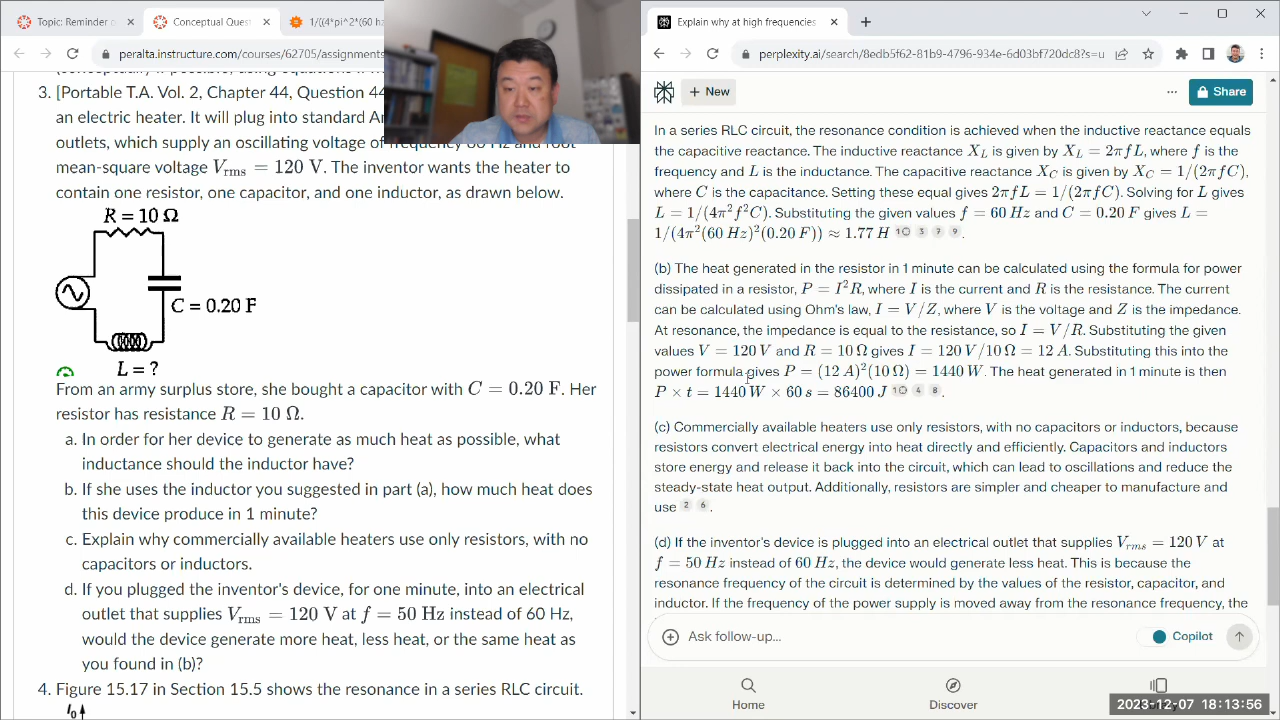 Topic: Reminder o
Conceptual Ques
1/((4*pi^2*(60 h
peralta.instructure.com/courses/62705/assignments
3. [Portable T.A. Vol. 2, Chapter 44, Question 44
an electric heater. It will plug into standard Am
outlets, which supply an oscillating voltage of frequency 60 Hz and root
mean-square voltage Vrms = 120 V. The inventor wants the heater to
contain one resistor, one capacitor, and one inductor, as drawn below.
R = 10 Ω
C = 0.20 F
L = ?
From an army surplus store, she bought a capacitor with C = 0.20 F. Her
resistor has resistance R = 10 Ω.
a. In order for her device to generate as much heat as possible, what
inductance should the inductor have?
b. If she uses the inductor you suggested in part (a), how much heat does
this device produce in 1 minute?
c. Explain why commercially available heaters use only resistors, with no
capacitors or inductors.
d. If you plugged the inventor's device, for one minute, into an electrical
outlet that supplies Vrms = 120 V at f = 50 Hz instead of 60 Hz,
would the device generate more heat, less heat, or the same heat as
you found in (b)?
4. Figure 15.17 in Section 15.5 shows the resonance in a series RLC circuit.
I0
Explain why at high frequencies
perplexity.ai/search/8edb5f62-81b9-4796-934e-6d03bf720dc8?s=u
New
Share
In a series RLC circuit, the resonance condition is achieved when the inductive reactance equals
the capacitive reactance. The inductive reactance XL is given by XL = 2πfL, where f is the
frequency and L is the inductance. The capacitive reactance XC is given by XC = 1/(2πfC),
where C is the capacitance. Setting these equal gives 2πfL = 1/(2πfC). Solving for L gives
L = 1/(4π²f²C). Substituting the given values f = 60 Hz and C = 0.20 F gives L =
1/(4π²(60 Hz)²(0.20 F)) ≈ 1.77 H 1 3 7 9 .
(b) The heat generated in the resistor in 1 minute can be calculated using the formula for power
dissipated in a resistor, P = I²R, where I is the current and R is the resistance. The current
can be calculated using Ohm's law, I = V/Z, where V is the voltage and Z is the impedance.
At resonance, the impedance is equal to the resistance, so I = V/R. Substituting the given
values V = 120 V and R = 10 Ω gives I = 120 V/10 Ω = 12 A. Substituting this into the
power formula gives P = (12 A)²(10 Ω) = 1440 W. The heat generated in 1 minute is then
P × t = 1440 W × 60 s = 86400 J 1 4 8 .
(c) Commercially available heaters use only resistors, with no capacitors or inductors, because
resistors convert electrical energy into heat directly and efficiently. Capacitors and inductors
store energy and release it back into the circuit, which can lead to oscillations and reduce the
steady-state heat output. Additionally, resistors are simpler and cheaper to manufacture and
use 2 6 .
(d) If the inventor's device is plugged into an electrical outlet that supplies Vrms = 120 V at
f = 50 Hz instead of 60 Hz, the device would generate less heat. This is because the
resonance frequency of the circuit is determined by the values of the resistor, capacitor, and
inductor. If the frequency of the power supply is moved away from the resonance frequency, the
Ask follow-up...
Copilot
Home
Discover
2023-12-07 18:13:56